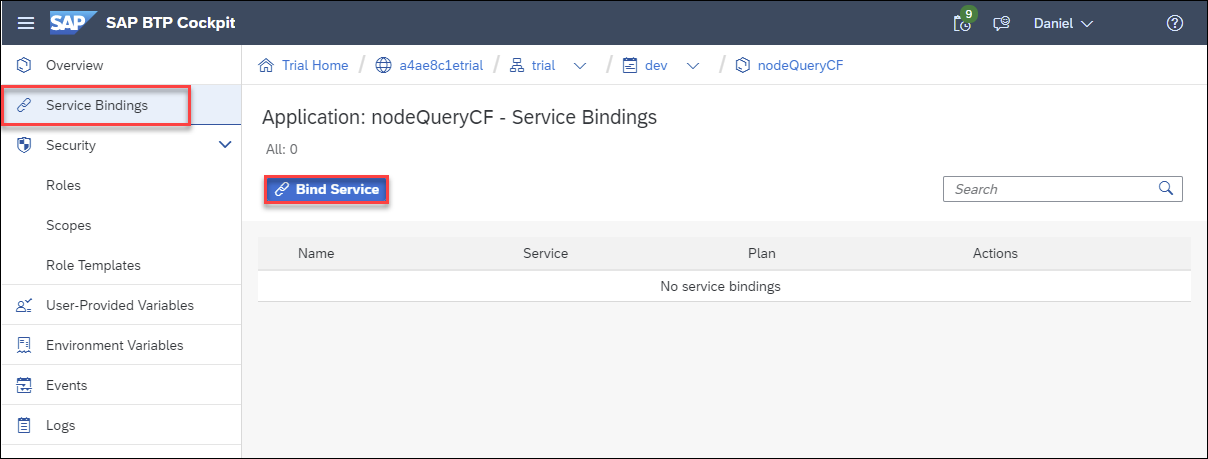 SAP SAP BTP Cockpit 9 Daniel
Overview
Service Bindings
Security
Roles
Scopes
Role Templates
User-Provided Variables
Environment Variables
Events
Logs
Trial Home / a4ae8c1etrial / trial / dev / nodeQueryCF
Application: nodeQueryCF - Service Bindings
All: 0
Bind Service Search
Name Service Plan Actions
No service bindings